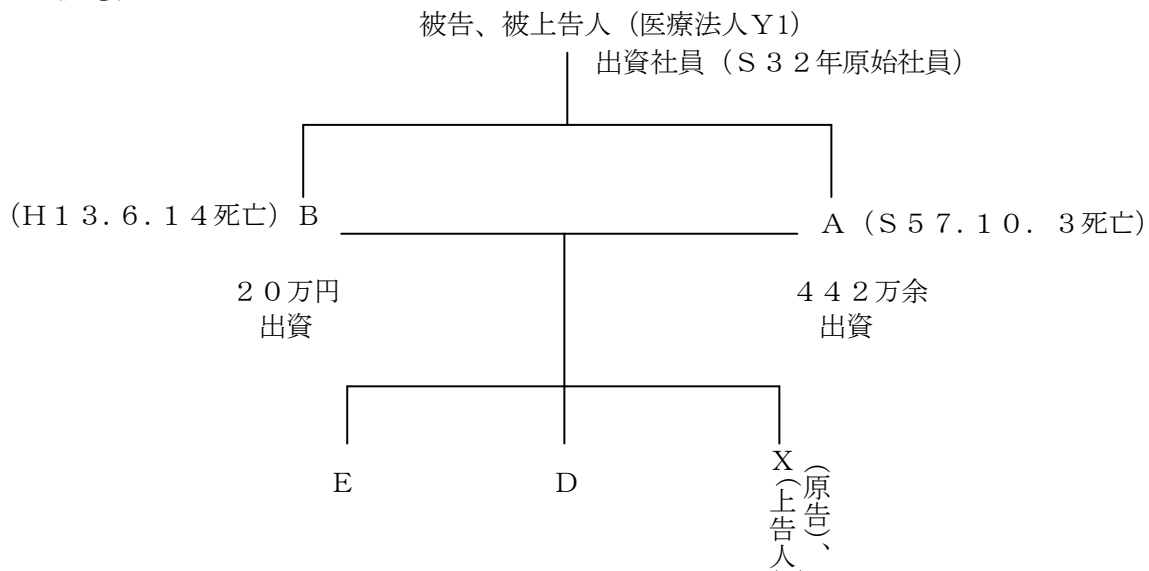 被告、被上告人（医療法人Ｙ1）
出資社員（Ｓ３２年原始社員）
（Ｈ１３．６．１４死亡）Ｂ
Ａ（Ｓ５７．１０．３死亡）
２０万円
出資
４４２万余
出資
Ｅ
Ｄ
Ｘ
（原告）、
（上告人